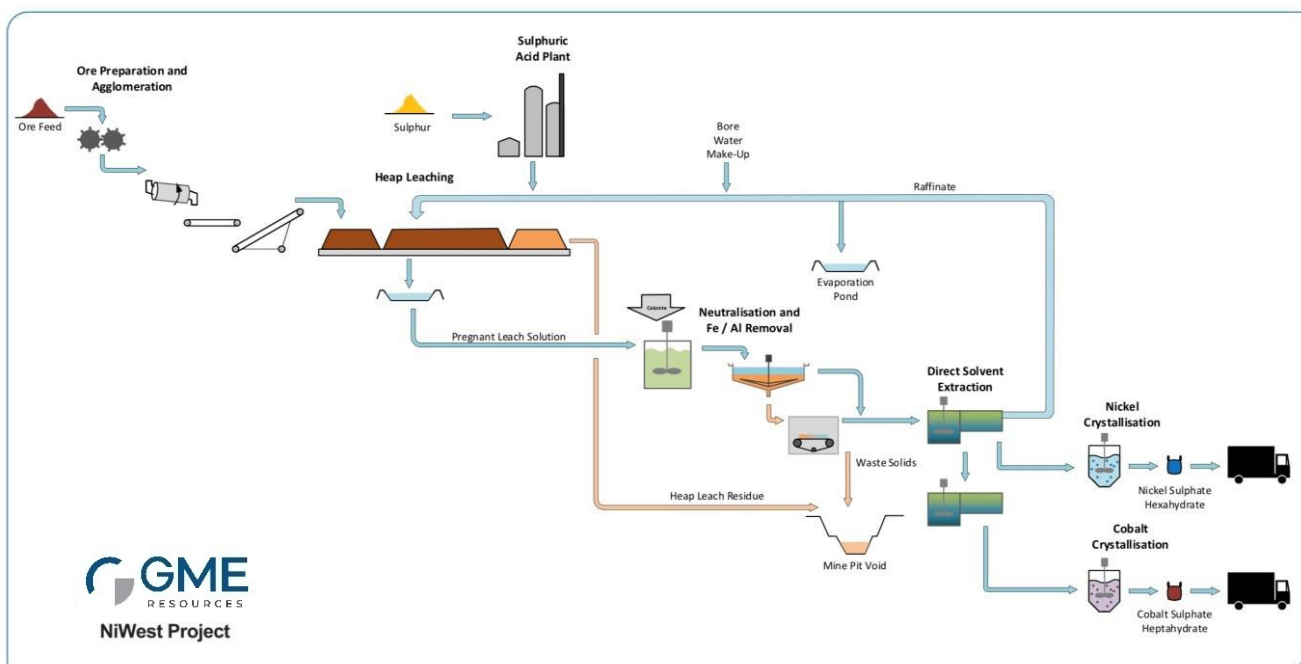 Sulphuric
Acid Plant
Ore Preparation and
Agglomeration
Ore Feed
Sulphur
Bore
Water
Make-Up
Heap Leaching
Raffinate
Evaporation
Pond
Calcrete
Neutralisation and
Fe / Al Removal
Pregnant Leach Solution
Direct Solvent
Extraction
Nickel
Crystallisation
Waste Solids
Heap Leach Residue
Nickel Sulphate
Hexahydrate
Cobalt
Crystallisation
Mine Pit Void
Cobalt Sulphate
Heptahydrate
GME
RESOURCES
NiWest Project